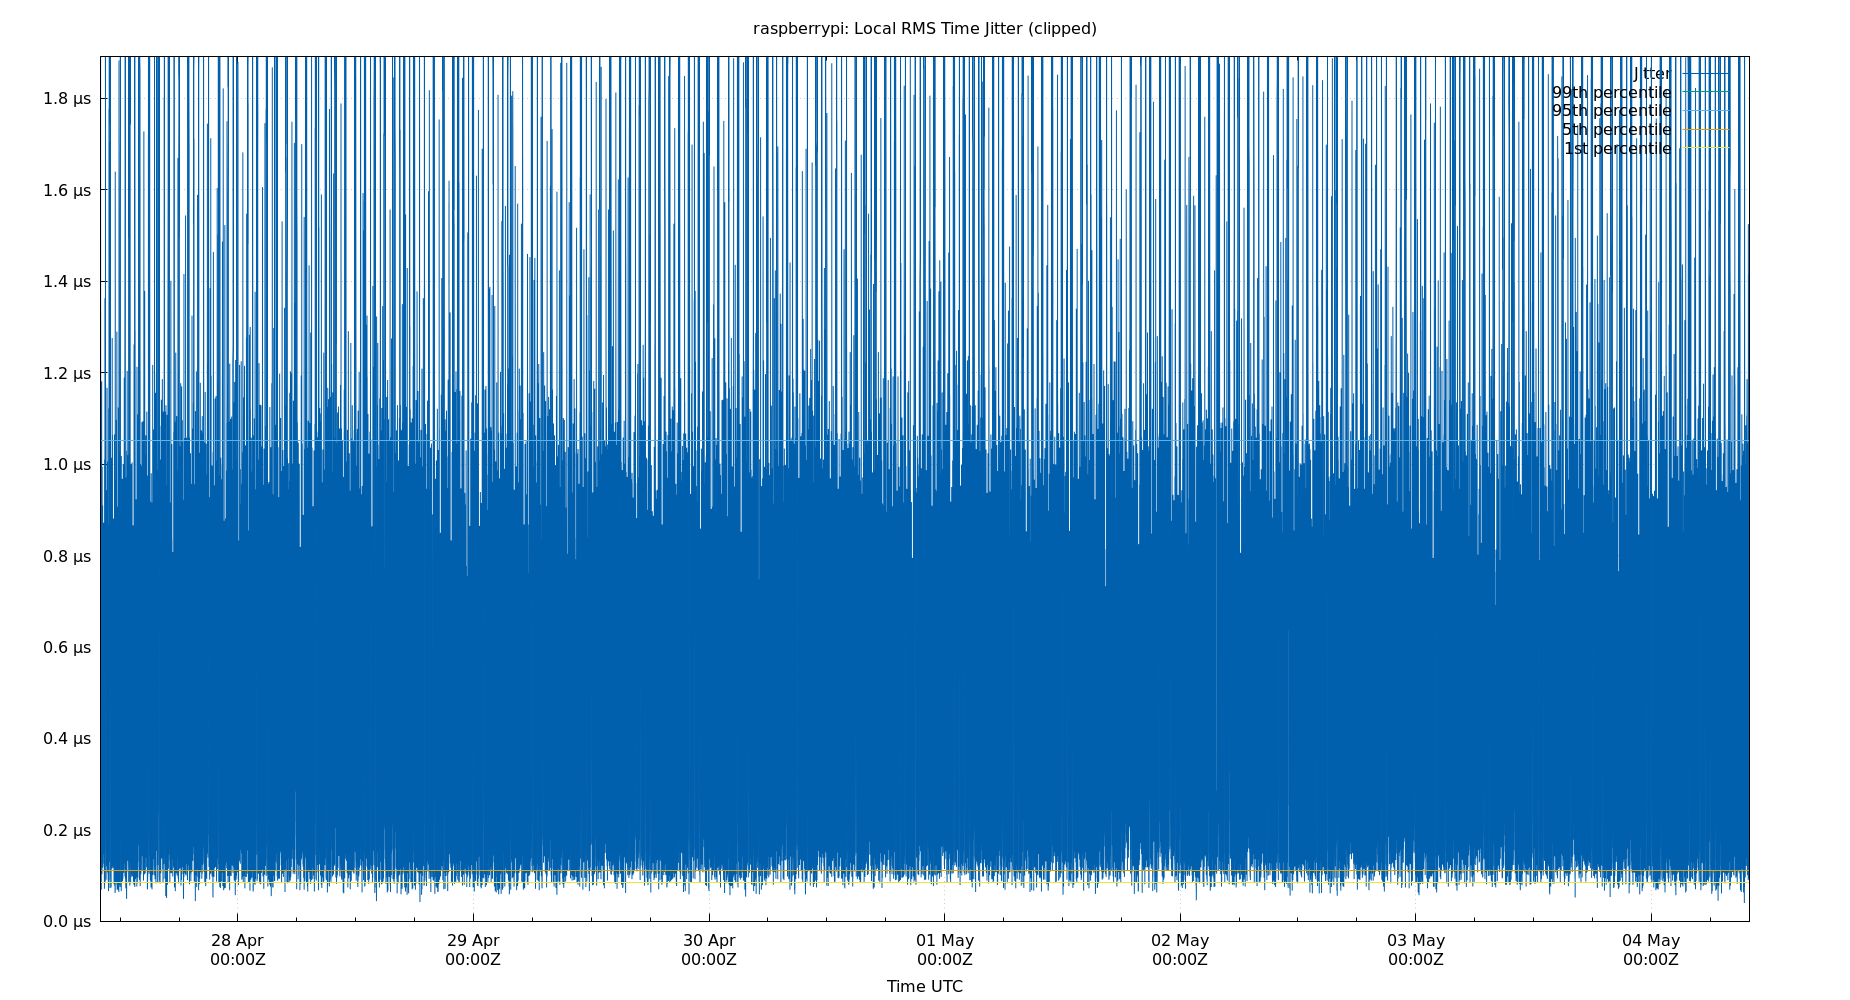 raspberrypi: Local RMS Time Jitter (clipped)
Jitter
99th percentile
95th percentile
5th percentile
1st percentile
1.8 µs
1.6 µs
1.4 µs
1.2 µs
1.0 µs
0.8 µs
0.6 µs
0.4 µs
0.2 µs
0.0 µs
28 Apr 29 Apr 30 Apr 01 May 02 May 03 May 04 May
00:00Z 00:00Z 00:00Z 00:00Z 00:00Z 00:00Z 00:00Z
Time UTC